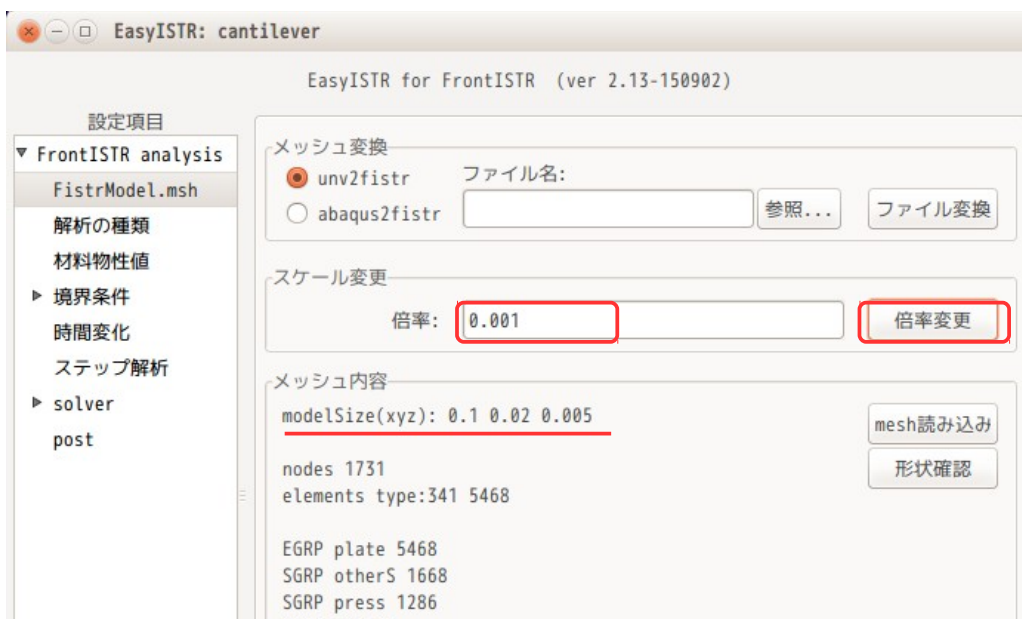 EasyISTR: cantilever
EasyISTR for FrontISTR (ver 2.13-150902)
設定項目
FrontISTR analysis
FistrModel.msh
解析の種類
材料物性値
境界条件
時間変化
ステップ解析
solver
post
メッシュ変換
unv2fistr
abaqus2fistr
ファイル名:
参照...
ファイル変換
スケール変更
倍率:
0.001
倍率変更
メッシュ内容
modelSize(xyz): 0.1 0.02 0.005
nodes 1731
elements type:341 5468
EGRP plate 5468
SGRP otherS 1668
SGRP press 1286
mesh読み込み
形状確認